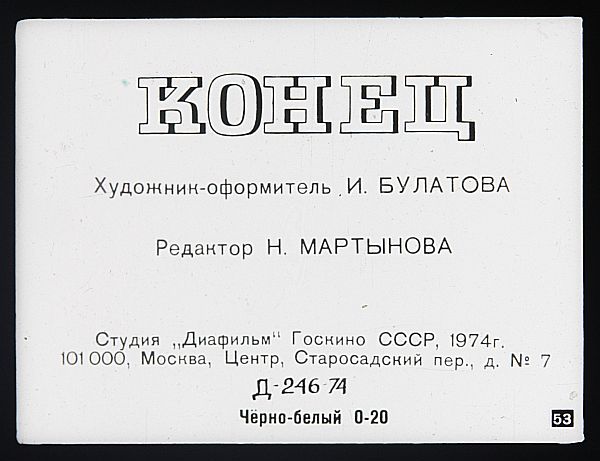 КОНЕЦ
Художник-оформитель И. БУЛАТОВА
Редактор Н. МАРТЫНОВА
Студия „Диафильм“ Госкино СССР, 1974г.
101000, Москва, Центр, Старосадский пер., д. № 7
Д-246-74
Чёрно-белый 0-20
53